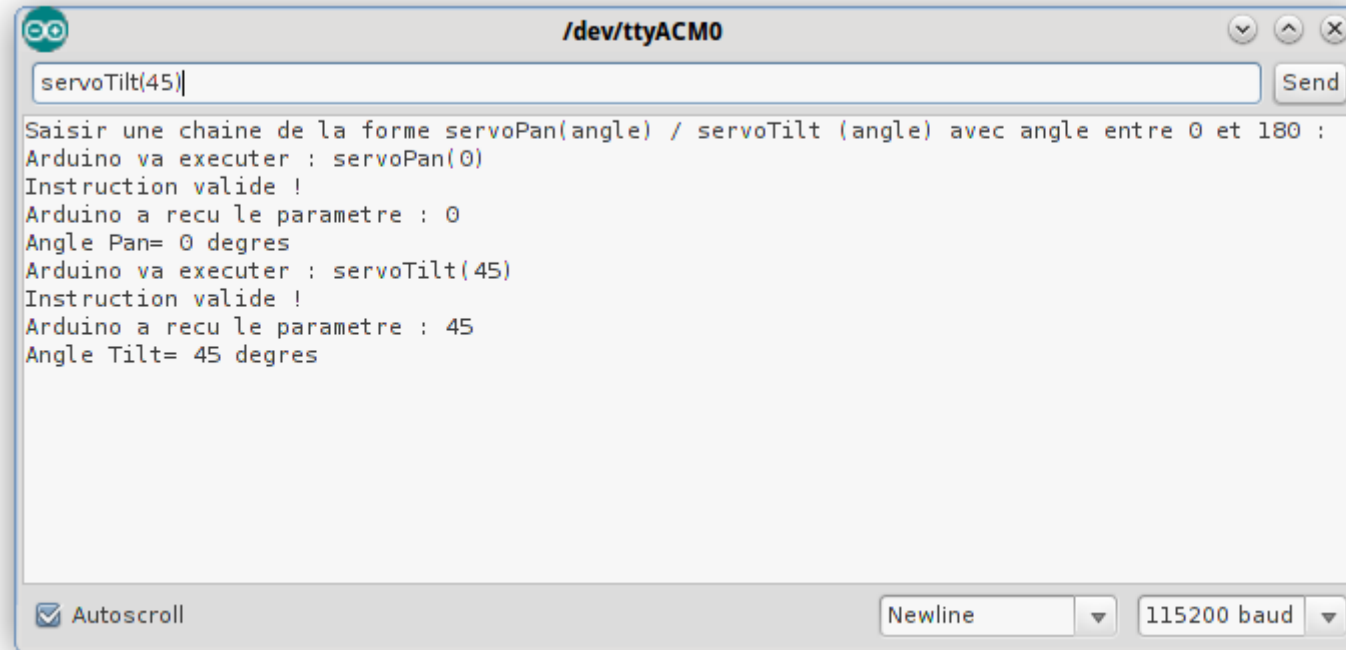 /dev/ttyACM0
servoTilt(45)
Send
Saisir une chaine de la forme servoPan(angle) / servoTilt (angle) avec angle entre 0 et 180 :
Arduino va executer : servoPan(0)
Instruction valide !
Arduino a recu le parametre : 0
Angle Pan= 0 degres
Arduino va executer : servoTilt(45)
Instruction valide !
Arduino a recu le parametre : 45
Angle Tilt= 45 degres
Autoscroll
Newline
115200 baud